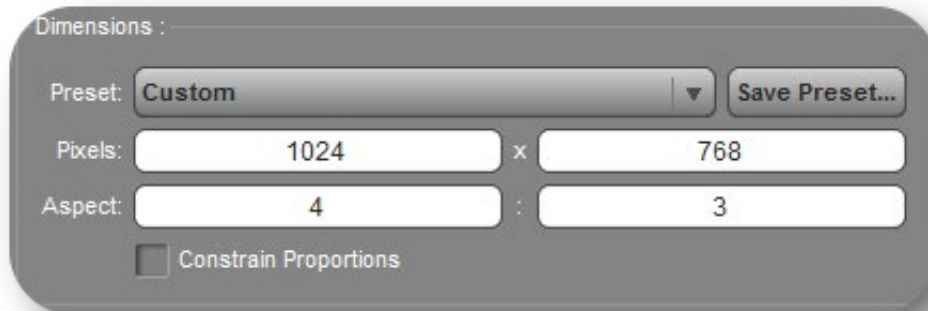 Dimensions :
Preset: Custom Save Preset...
Pixels: 1024 x 768
Aspect: 4 : 3
Constrain Proportions